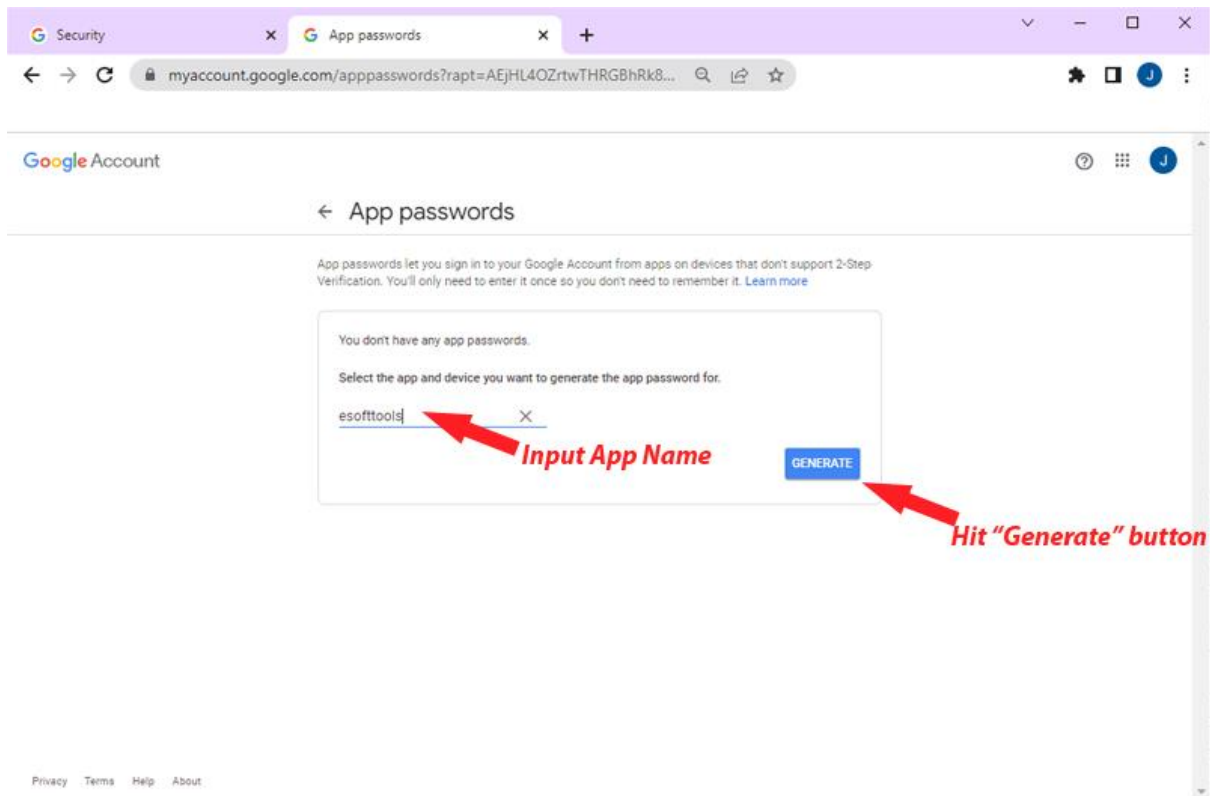 Security
App passwords
myaccount.google.com/apppasswords?rapt=AEjHL4OZrtwTHRGBhRk8...
J
Google Account
J
App passwords
App passwords let you sign in to your Google Account from apps on devices that don't support 2-Step
Verification. You'll only need to enter it once so you don't need to remember it. Learn more
You don't have any app passwords.
Select the app and device you want to generate the app password for.
esofttools
Input App Name
GENERATE
Hit “Generate” button
Privacy Terms Help About